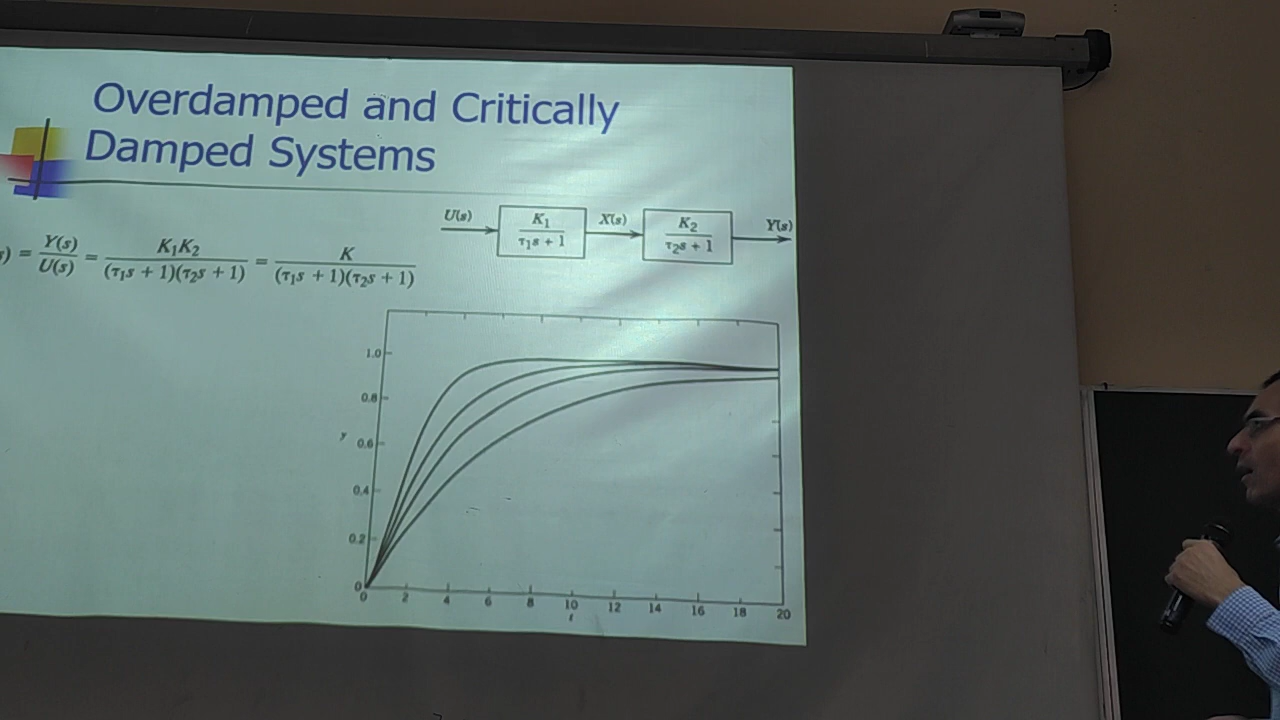 Overdamped and Critically
Damped Systems
U(s) K₁ X(s) K₂ Y(s)
τ₁s + 1 τ₂s + 1
) = Y(s) / U(s) = K₁K₂ / (τ₁s + 1)(τ₂s + 1) = K / (τ₁s + 1)(τ₂s + 1)
1.0
0.8
y 0.6
0.4
0.2
0
0 2 4 6 8 10 12 14 16 18 20
t